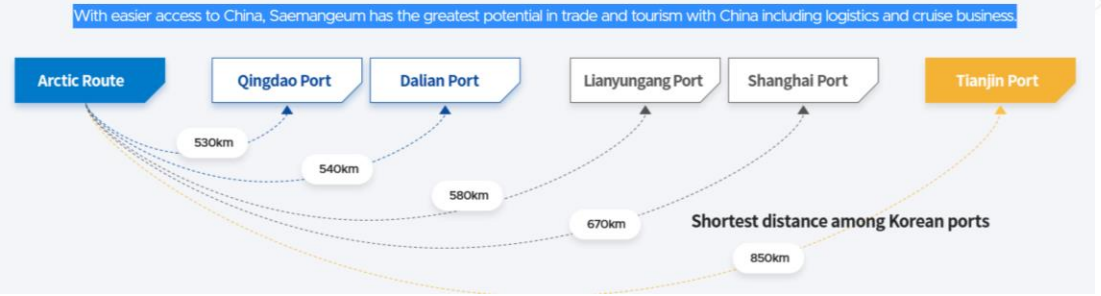 With easier access to China, Saemangeum has the greatest potential in trade and tourism with China including logistics and cruise business.
Arctic Route
Qingdao Port
Dalian Port
Lianyungang Port
Shanghai Port
Tianjin Port
530km
540km
580km
670km
Shortest distance among Korean ports
850km